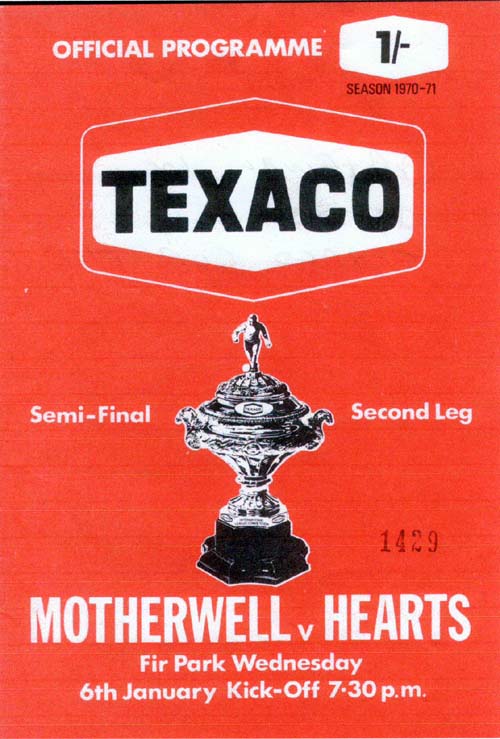 OFFICIAL PROGRAMME
1/-
SEASON 1970-71
TEXACO
TEXACO
Semi-Final
Second Leg
1429
MOTHERWELL v HEARTS
Fir Park Wednesday
6th January Kick-Off 7·30 p.m.